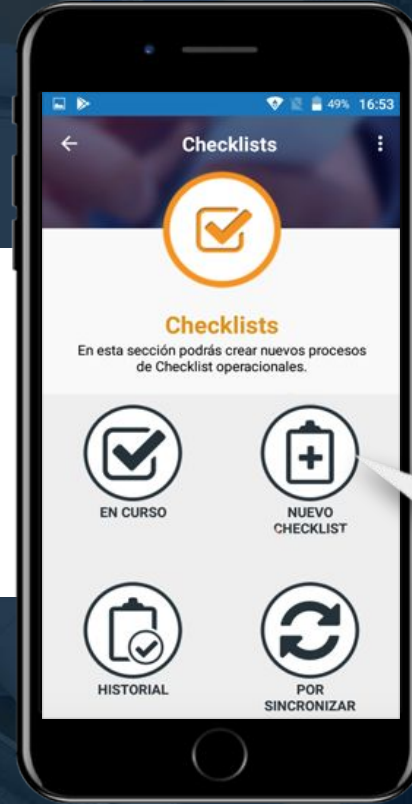 49% 16:53
Checklists
Checklists
En esta sección podrás crear nuevos procesos
de Checklist operacionales.
EN CURSO
NUEVO
CHECKLIST
HISTORIAL
POR
SINCRONIZAR